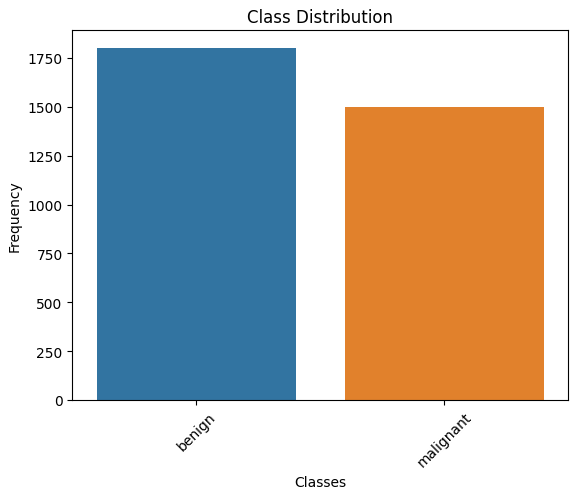 Class Distribution
Frequency
1750
1500
1250
1000
750
500
250
0
benign
malignant
Classes